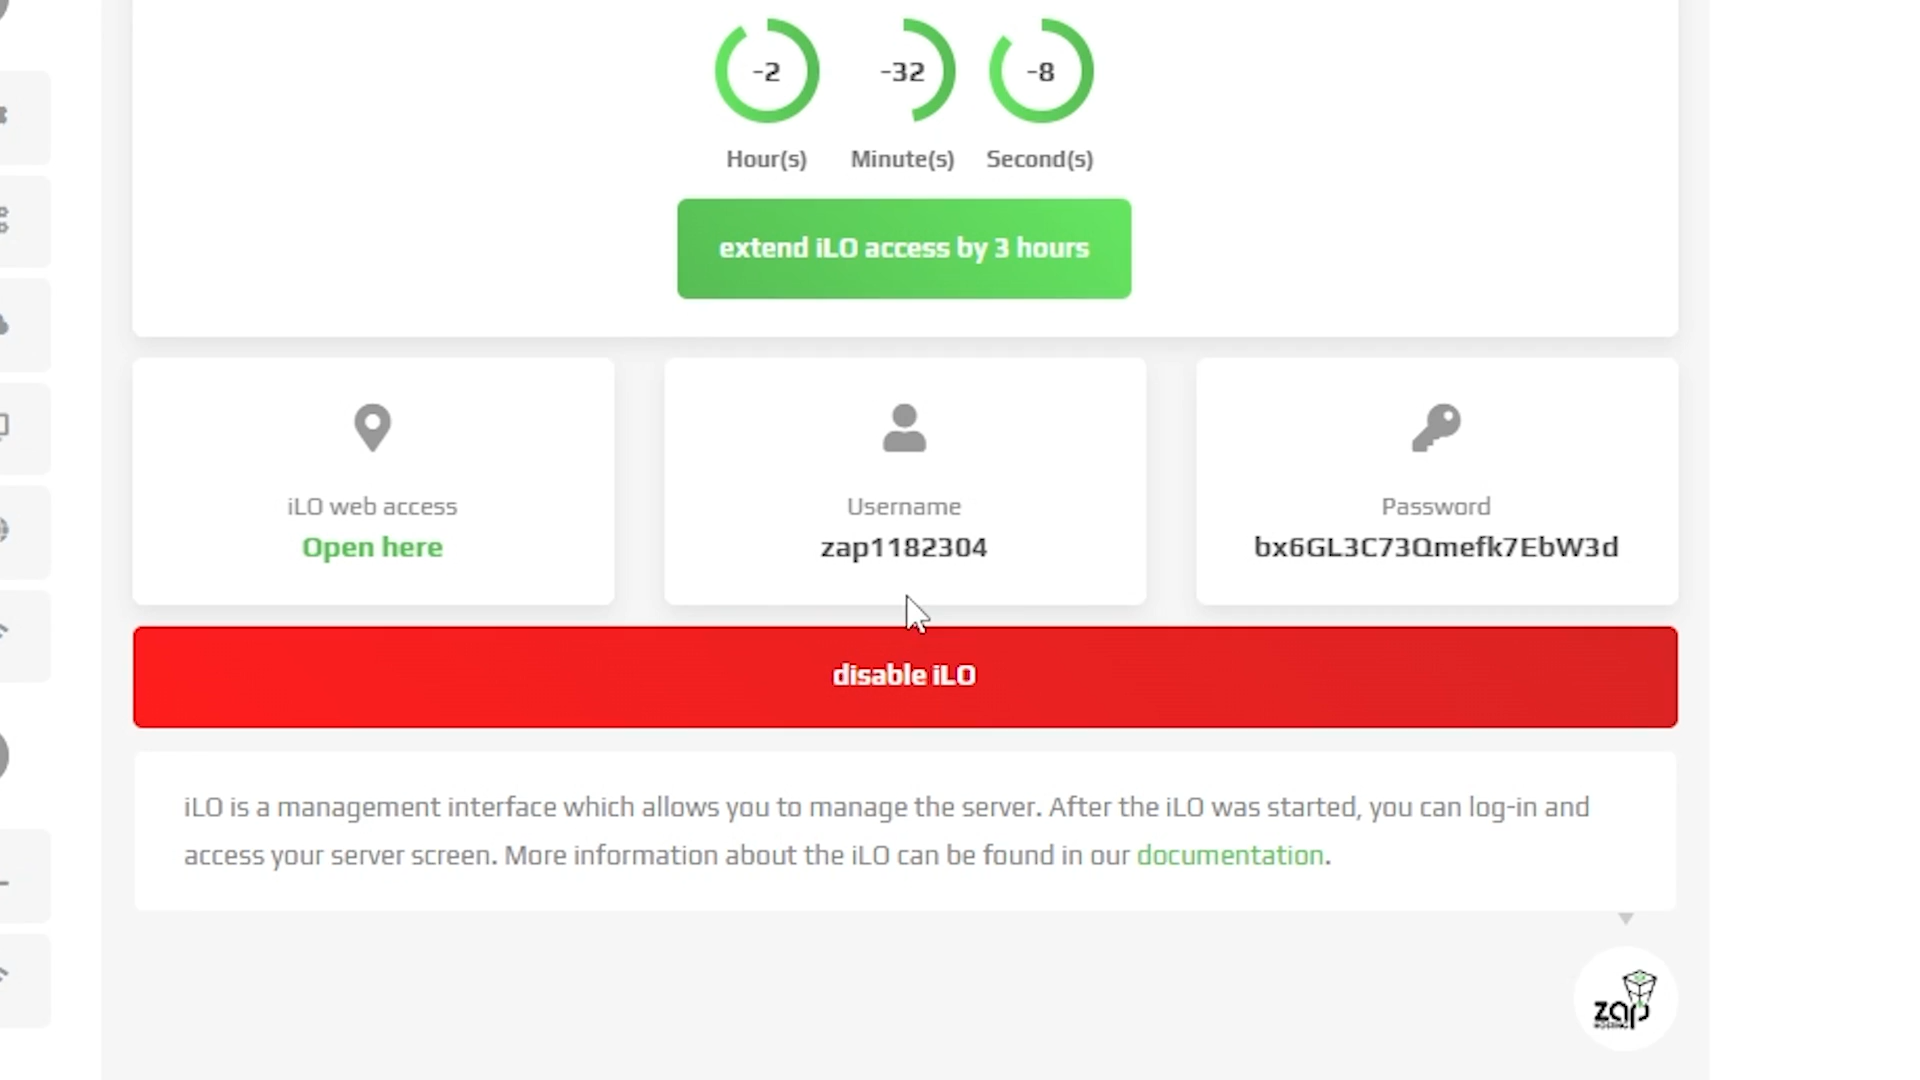 -2
-32
-8
Hour(s)
Minute(s)
Second(s)
extend iLO access by 3 hours
iLO web access
Open here
Username
zap1182304
Password
bx6GL3C73Qmefk7EbW3d
disable iLO
iLO is a management interface which allows you to manage the server. After the iLO was started, you can log-in and
access your server screen. More information about the iLO can be found in our documentation.
zap
HOSTING